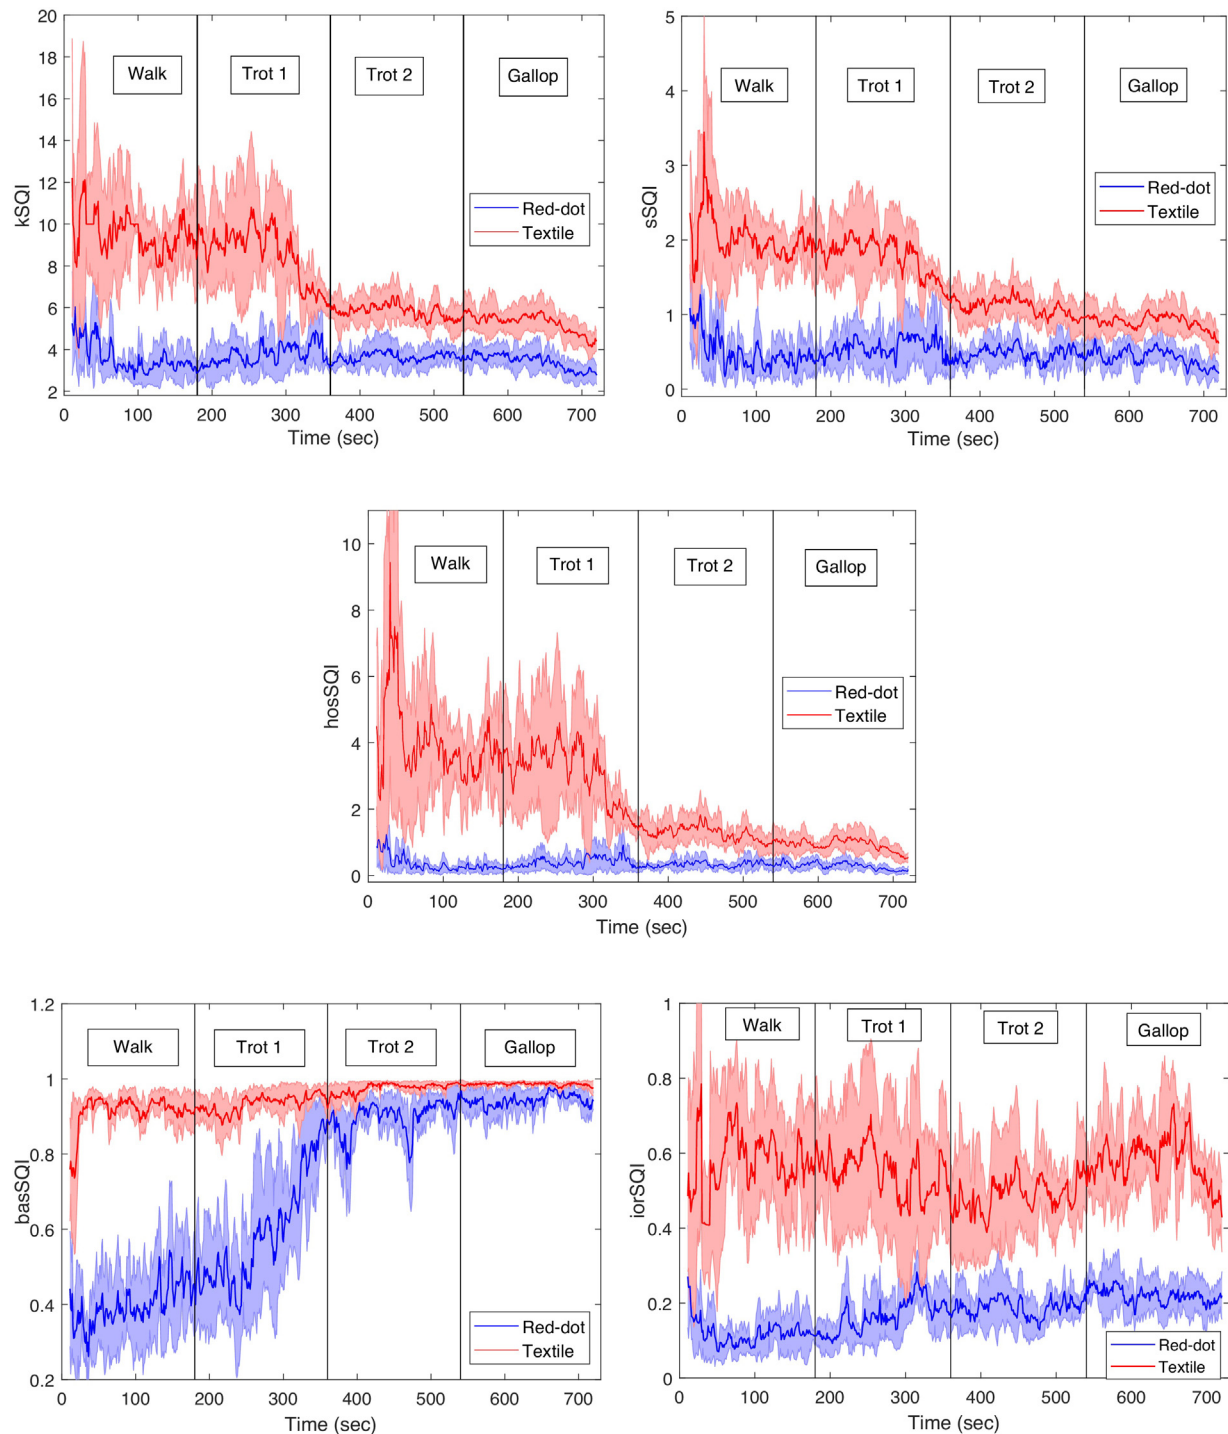 20
18
16
14
12
10
8
6
4
2
kSQI
Walk
Trot 1
Trot 2
Gallop
Red-dot
Textile
0 100 200 300 400 500 600 700
Time (sec)
5
4
3
2
1
0
sSQI
Walk
Trot 1
Trot 2
Gallop
Red-dot
Textile
0 100 200 300 400 500 600 700
Time (sec)
10
8
6
4
2
0
hosSQI
Walk
Trot 1
Trot 2
Gallop
Red-dot
Textile
0 100 200 300 400 500 600 700
Time (sec)
1.2
1
0.8
0.6
0.4
0.2
basSQI
Walk
Trot 1
Trot 2
Gallop
Red-dot
Textile
0 100 200 300 400 500 600 700
Time (sec)
1
0.8
0.6
0.4
0.2
0
iorSQI
Walk
Trot 1
Trot 2
Gallop
Red-dot
Textile
0 100 200 300 400 500 600 700
Time (sec)